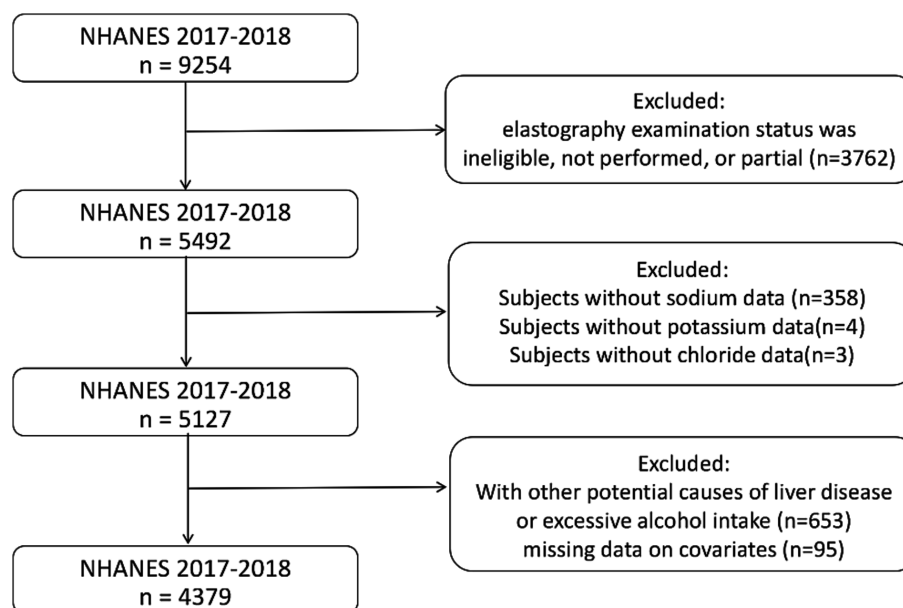 NHANES 2017-2018
n = 9254
Excluded:
elastography examination status was
ineligible, not performed, or partial (n=3762)
NHANES 2017-2018
n = 5492
Excluded:
Subjects without sodium data (n=358)
Subjects without potassium data(n=4)
Subjects without chloride data(n=3)
NHANES 2017-2018
n = 5127
Excluded:
With other potential causes of liver disease
or excessive alcohol intake (n=653)
missing data on covariates (n=95)
NHANES 2017-2018
n = 4379